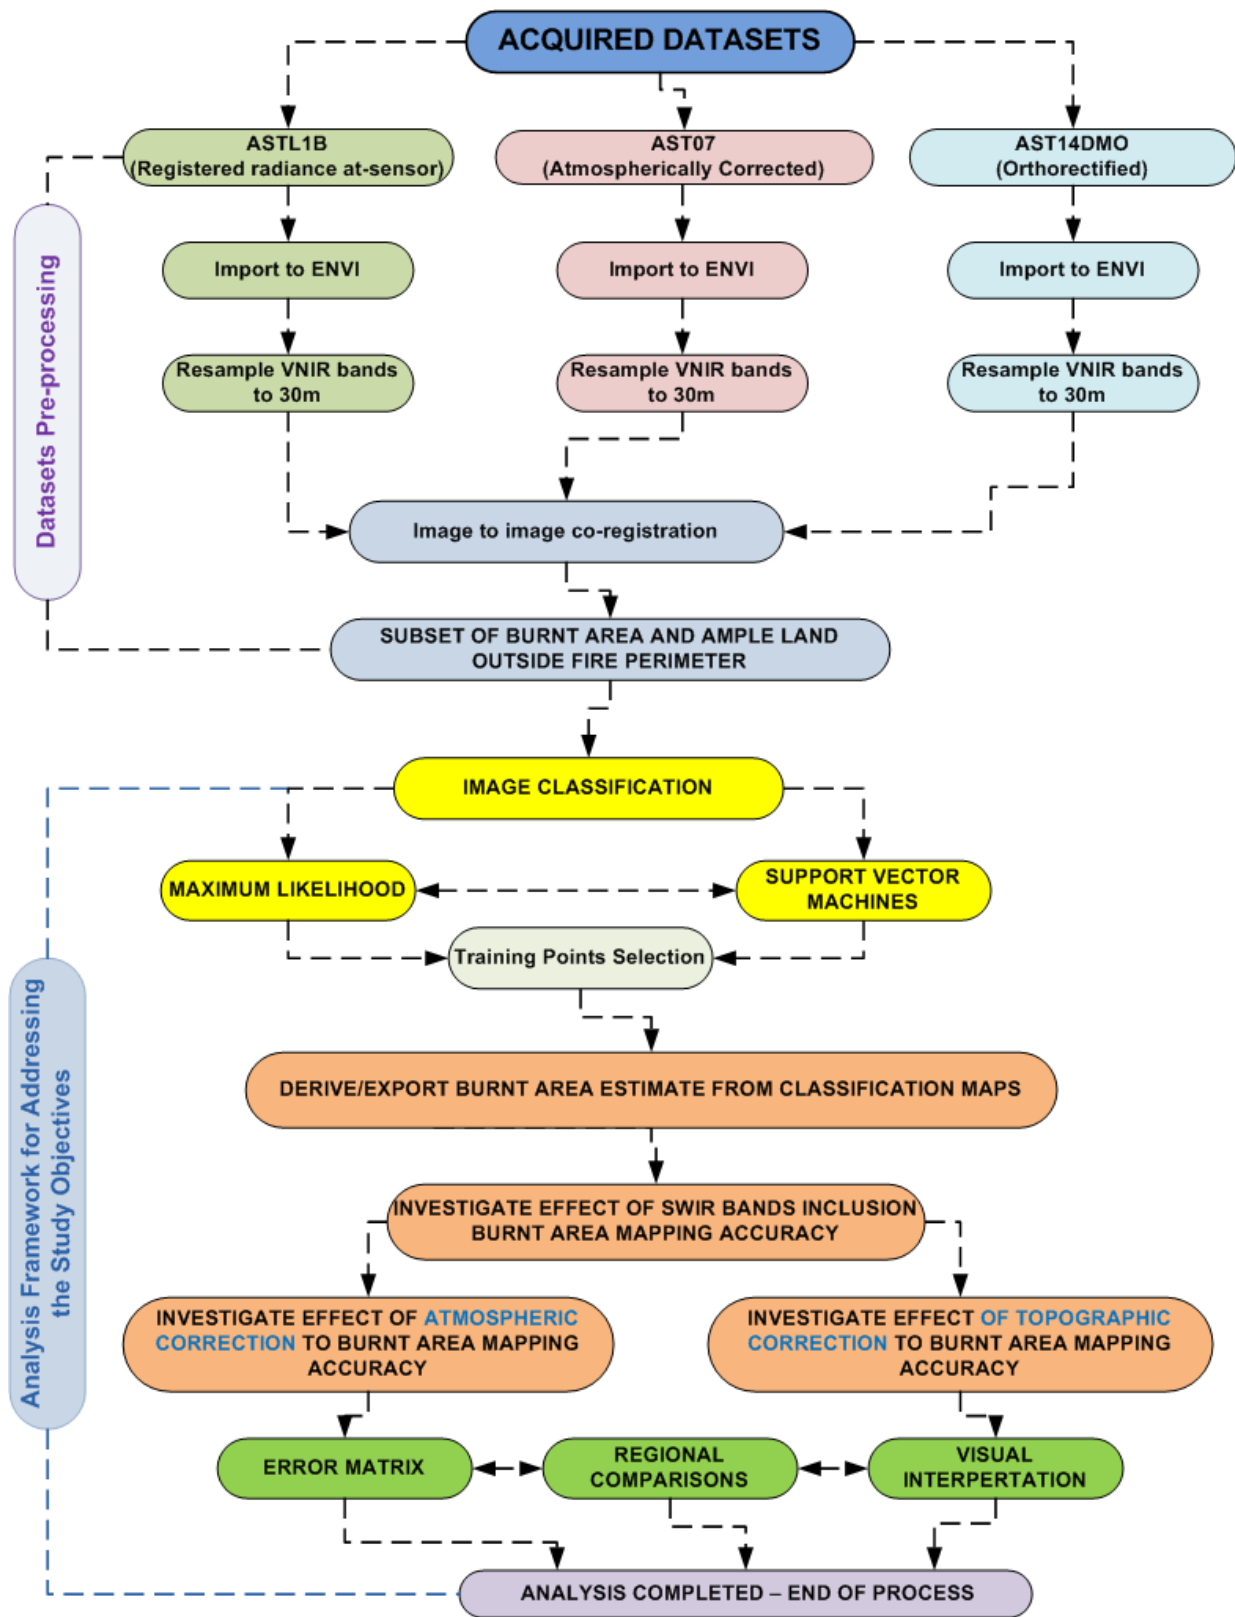 ACQUIRED DATASETS
ASTL1B
(Registered radiance at-sensor)
AST07
(Atmospherically Corrected)
AST14DMO
(Orthorectified)
Import to ENVI
Import to ENVI
Import to ENVI
Resample VNIR bands
to 30m
Resample VNIR bands
to 30m
Resample VNIR bands
to 30m
Datasets Pre-processing
Image to image co-registration
SUBSET OF BURNT AREA AND AMPLE LAND
OUTSIDE FIRE PERIMETER
IMAGE CLASSIFICATION
MAXIMUM LIKELIHOOD
SUPPORT VECTOR
MACHINES
Training Points Selection
Analysis Framework for Addressing
the Study Objectives
DERIVE/EXPORT BURNT AREA ESTIMATE FROM CLASSIFICATION MAPS
INVESTIGATE EFFECT OF SWIR BANDS INCLUSION
BURNT AREA MAPPING ACCURACY
INVESTIGATE EFFECT OF ATMOSPHERIC
CORRECTION TO BURNT AREA MAPPING
ACCURACY
INVESTIGATE EFFECT OF TOPOGRAPHIC
CORRECTION TO BURNT AREA MAPPING
ACCURACY
ERROR MATRIX
REGIONAL
COMPARISONS
VISUAL
INTERPERTATION
ANALYSIS COMPLETED – END OF PROCESS